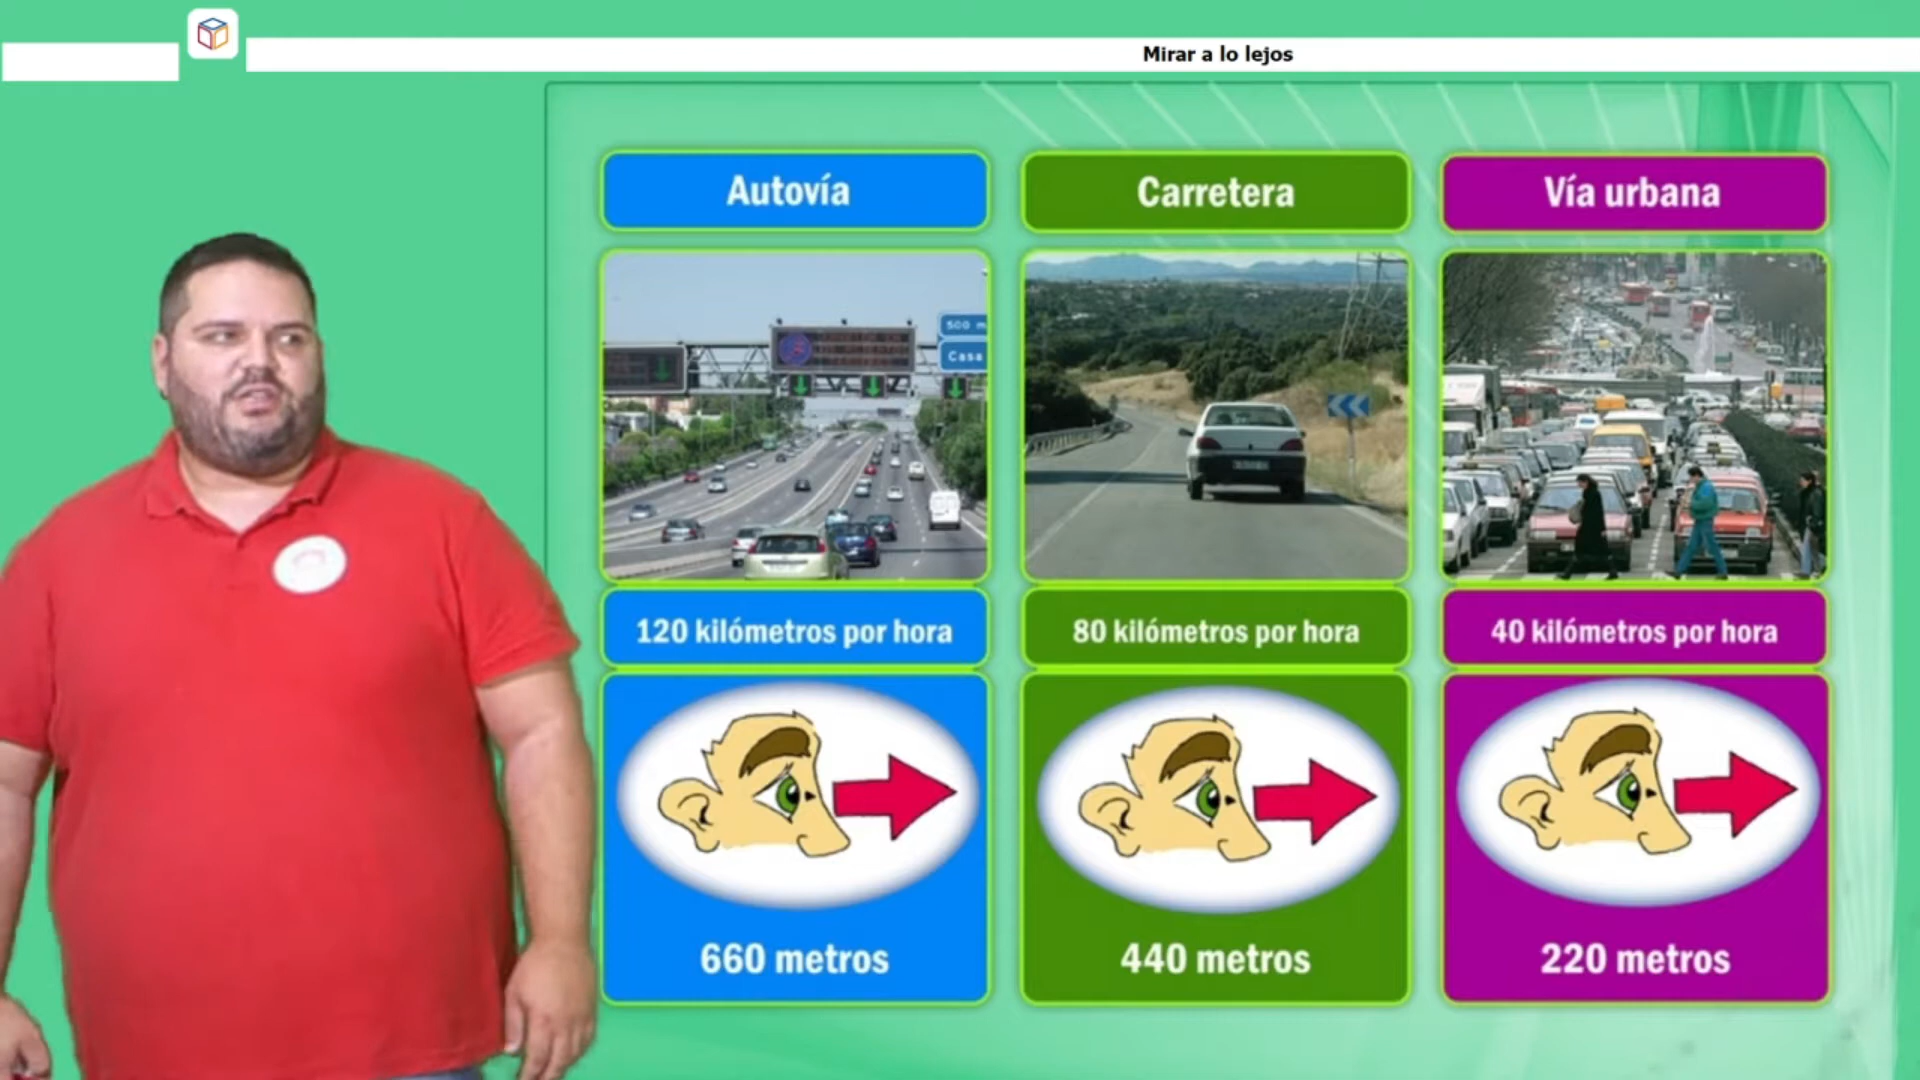 Mirar a lo lejos
Autovía
Carretera
Vía urbana
500 m
Casa
120 kilómetros por hora
80 kilómetros por hora
40 kilómetros por hora
660 metros
440 metros
220 metros